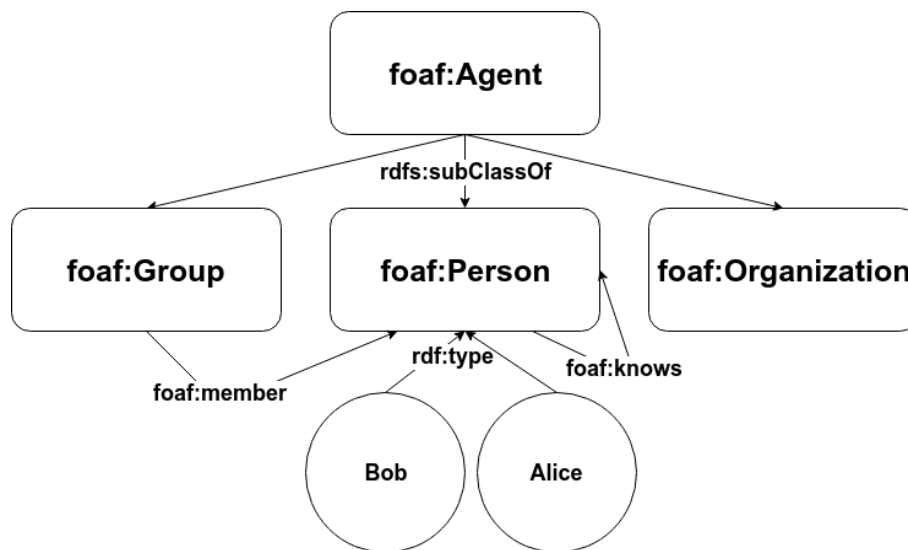 foaf:Agent
rdfs:subClassOf
foaf:Group
foaf:Person
foaf:Organization
rdf:type
foaf:knows
foaf:member
Bob
Alice